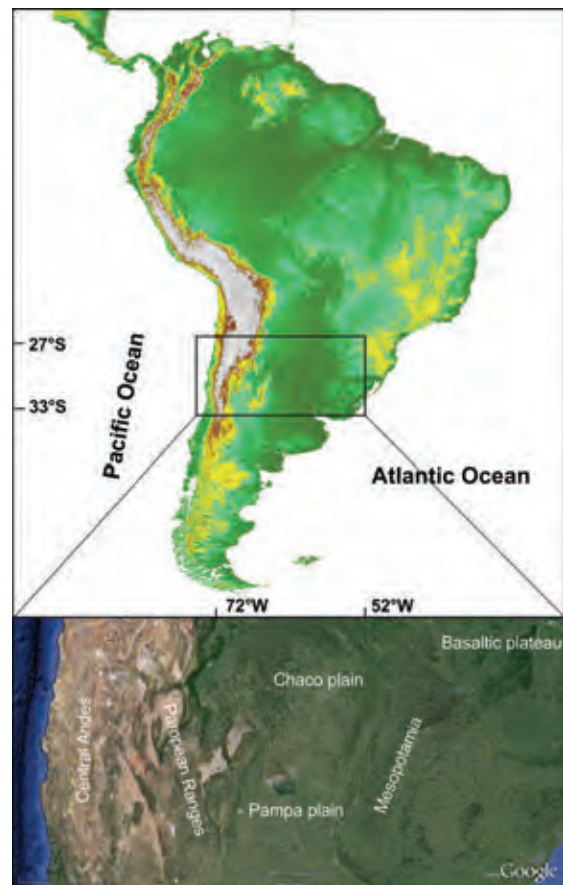 27°S
33°S
Pacific Ocean
Atlantic Ocean
72°W
52°W
Basaltic plateau
Chaco plain
Central Andes
Pampean Ranges
Mesopotamia
Pampa plain
Google